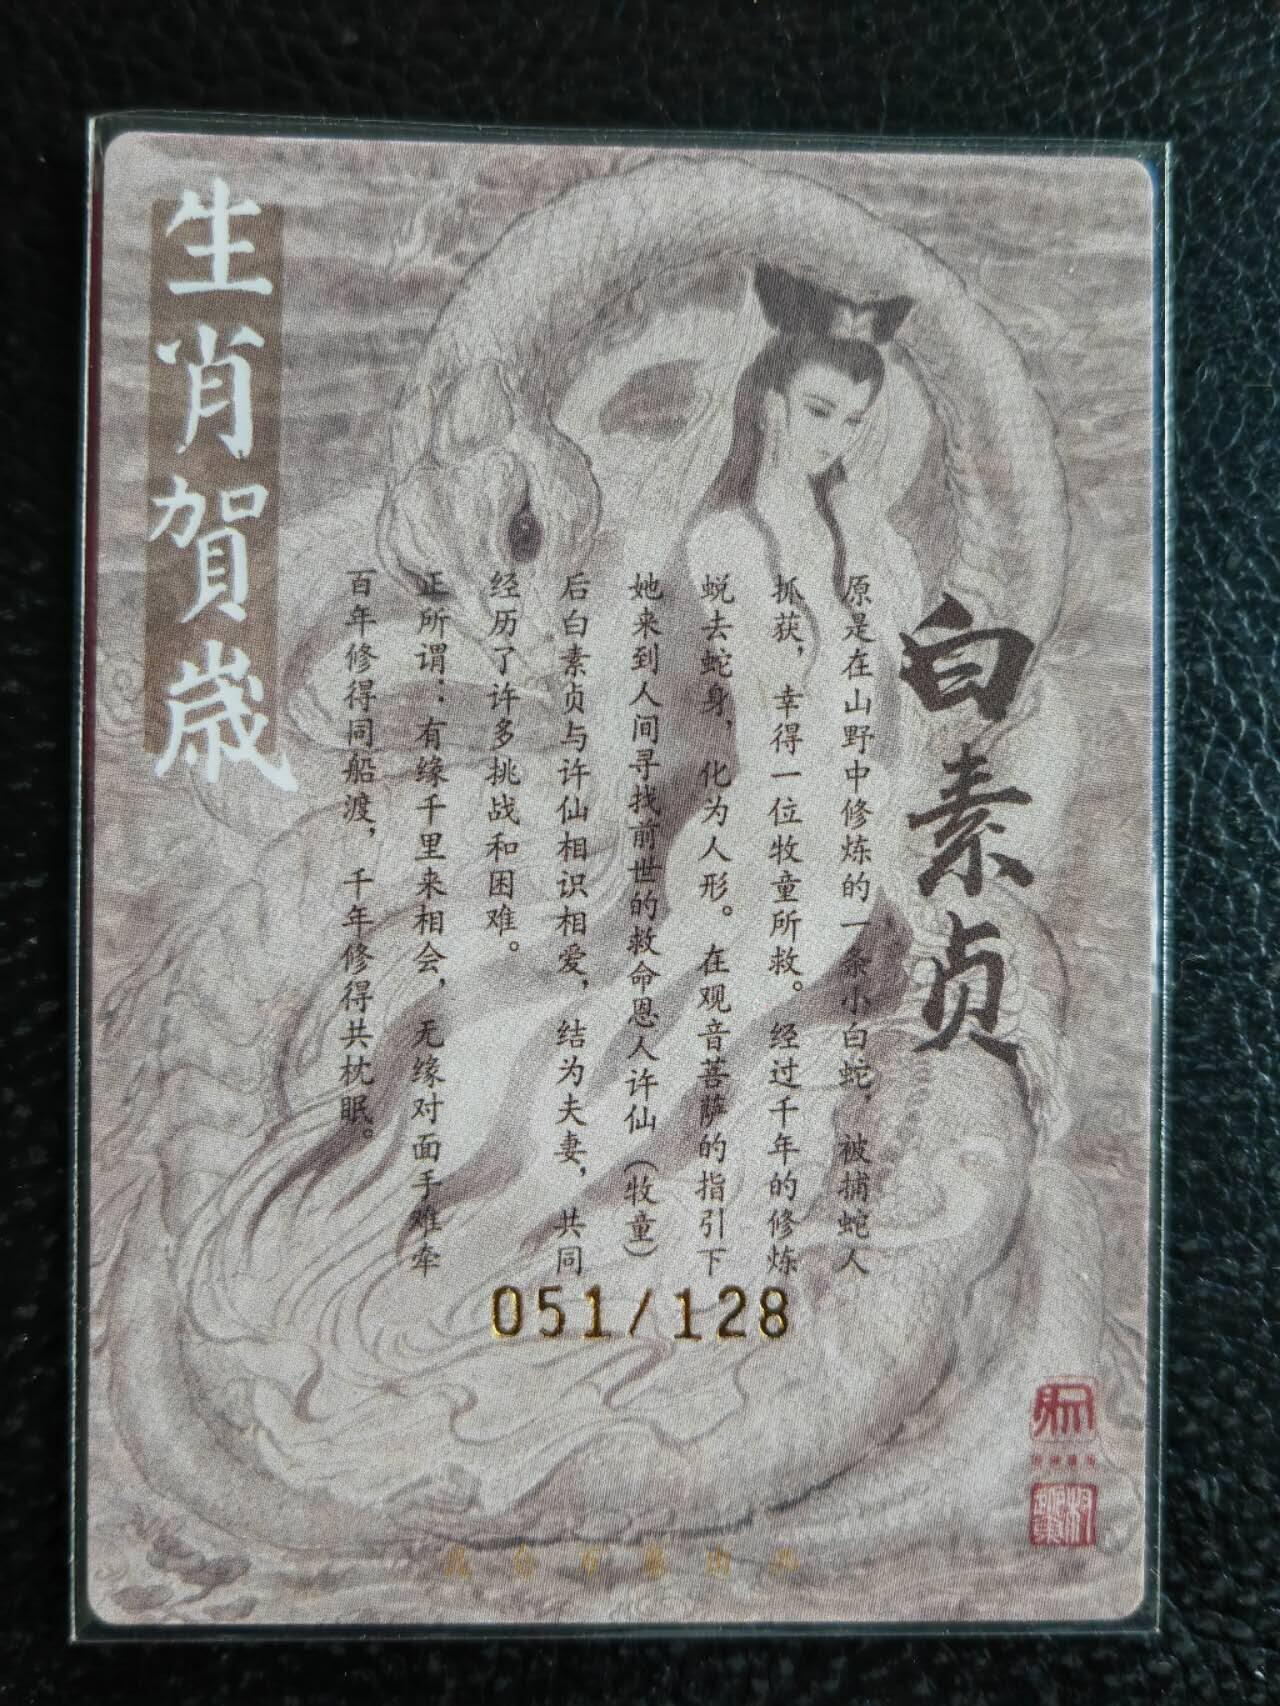 生肖賀歲
白素贞
原是在山野中修炼的一条小白蛇，被捕蛇人
抓获，幸得一位牧童所救。经过千年的修炼
蜕去蛇身，化为人形。在观音菩萨的指引下
她来到人间寻找前世的救命恩人许仙（牧童）
后白素贞与许仙相识相爱，结为夫妻，共同
经历了许多挑战和困难。
正所谓：有缘千里来相会，无缘对面手难牵
百年修得同船渡，千年修得共枕眠。
051/128